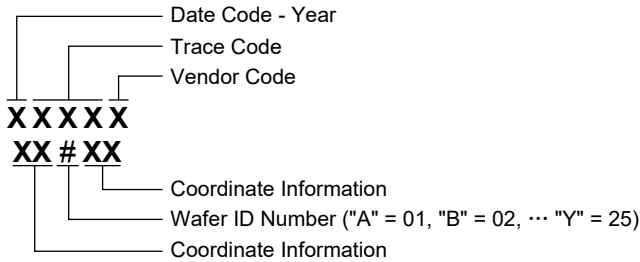 Date Code - Year
Trace Code
Vendor Code
X X X X X
XX # XX
Coordinate Information
Wafer ID Number ("A" = 01, "B" = 02, ··· "Y" = 25)
Coordinate Information